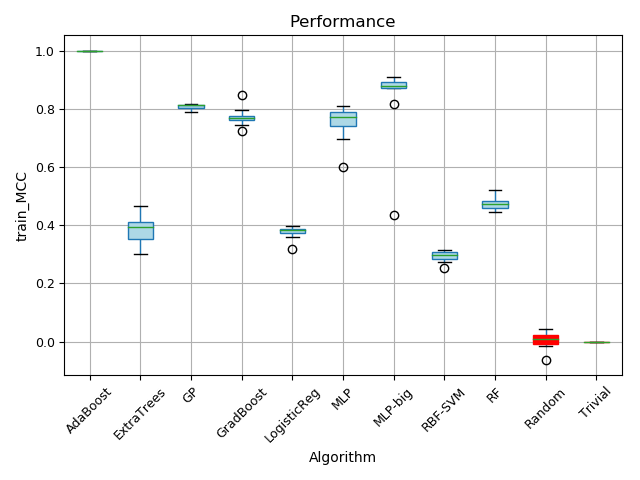 Performance
train_MCC
1.0
0.8
0.6
0.4
0.2
0.0
AdaBoost
ExtraTrees
GP
GradBoost
LogisticReg
MLP
MLP-big
RBF-SVM
RF
Random
Trivial
Algorithm